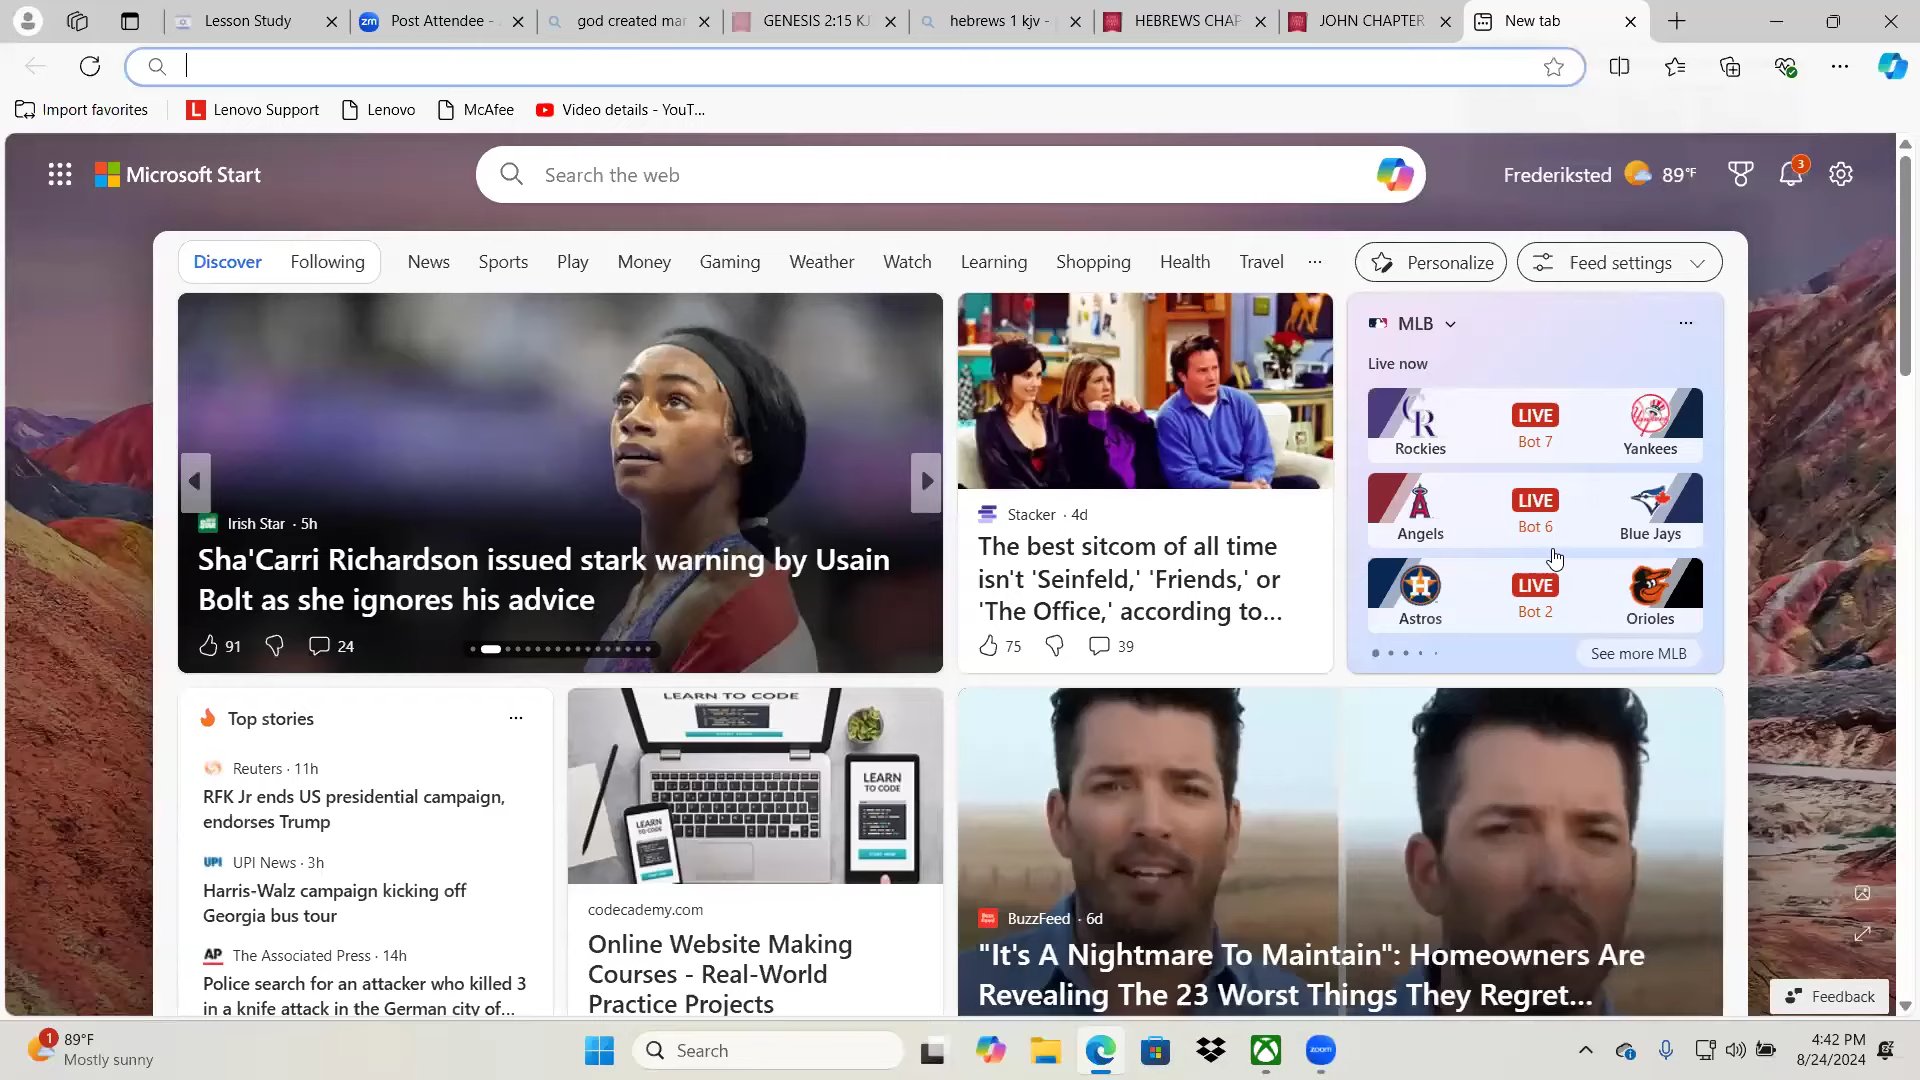 Lesson Study
Post Attendee -
god created mar
GENESIS 2:15 KJ
hebrews 1 kjv -
HEBREWS CHAP
JOHN CHAPTER
New tab
Import favorites
Lenovo Support
Lenovo
McAfee
Video details - YouT...
Microsoft Start
Search the web
Frederiksted
89°F
3
Discover
Following
News
Sports
Play
Money
Gaming
Weather
Watch
Learning
Shopping
Health
Travel
Personalize
Feed settings
Irish Star · 5h
Sha'Carri Richardson issued stark warning by Usain
Bolt as she ignores his advice
91
24
Stacker · 4d
The best sitcom of all time
isn't 'Seinfeld,' 'Friends,' or
'The Office,' according to...
75
39
MLB
Live now
Rockies
LIVE
Bot 7
Yankees
Angels
LIVE
Bot 6
Blue Jays
Astros
LIVE
Bot 2
Orioles
See more MLB
Top stories
Reuters · 11h
RFK Jr ends US presidential campaign,
endorses Trump
UPI News · 3h
Harris-Walz campaign kicking off
Georgia bus tour
AP The Associated Press · 14h
Police search for an attacker who killed 3
in a knife attack in the German city of...
LEARN TO CODE
LEARN
TO CODE
LEARN
TO CODE
codecademy.com
Online Website Making
Courses - Real-World
Practice Projects
BuzzFeed · 6d
"It's A Nightmare To Maintain": Homeowners Are
Revealing The 23 Worst Things They Regret...
Feedback
1
89°F
Mostly sunny
Search
zoom
4:42 PM
8/24/2024